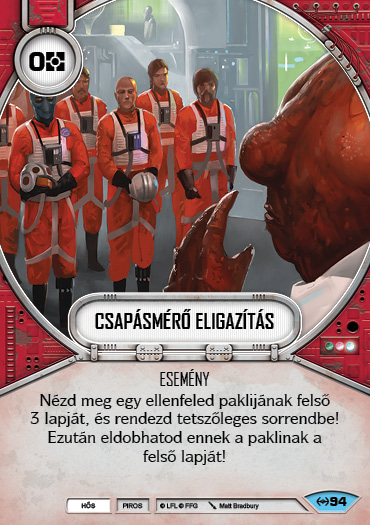 0
CSAPÁSMÉRŐ ELIGAZÍTÁS
ESEMÉNY
Nézd meg egy ellenfeled paklijának felső
3 lapját, és rendezd tetszőleges sorrendbe!
Ezután eldobhatod ennek a paklinak a
felső lapját!
HŐS
PIROS
© LFL © FFG
Matt Bradbury
94